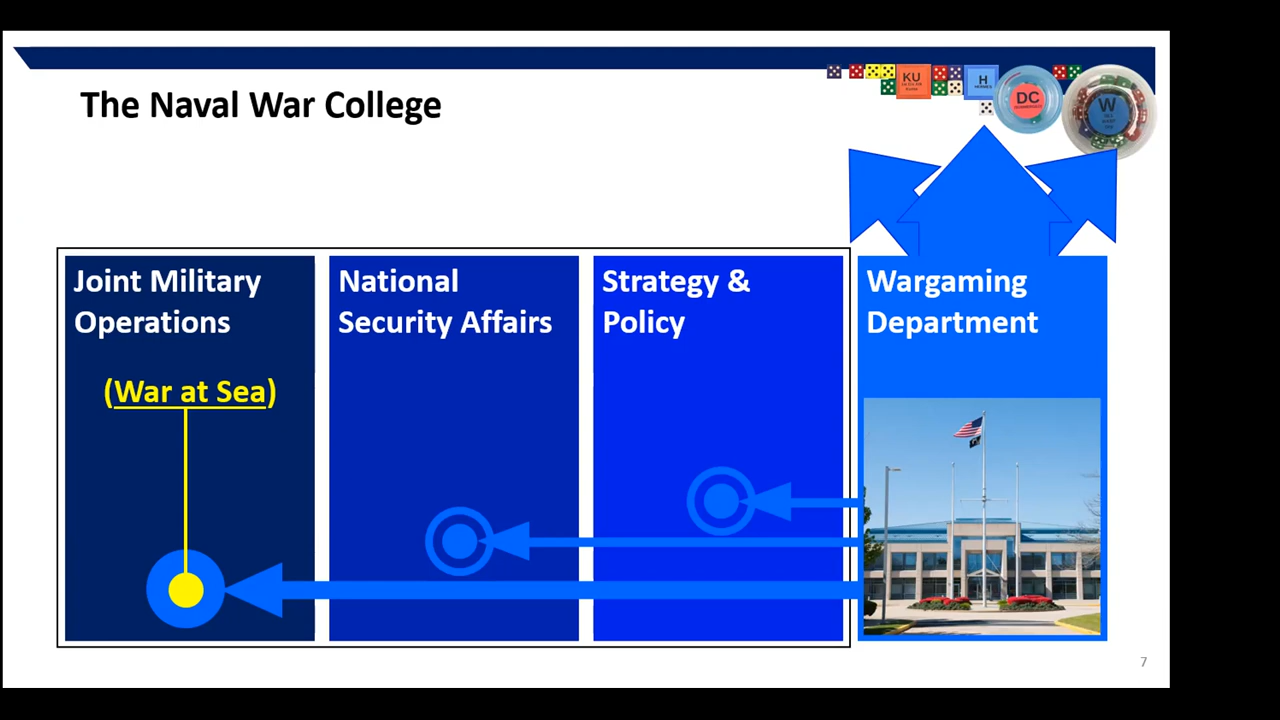 The Naval War College
KU
H
HERMES
DC
W
Joint Military
Operations
(War at Sea)
National
Security Affairs
Strategy &
Policy
Wargaming
Department
7